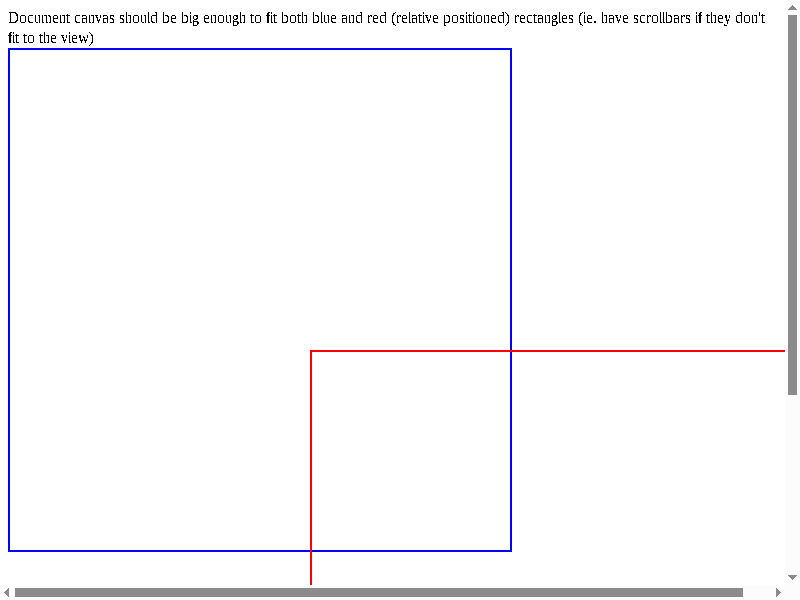 Document canvas should be big enough to fit both blue and red (relative positioned) rectangles (ie. have scrollbars if they don't
fit to the view)